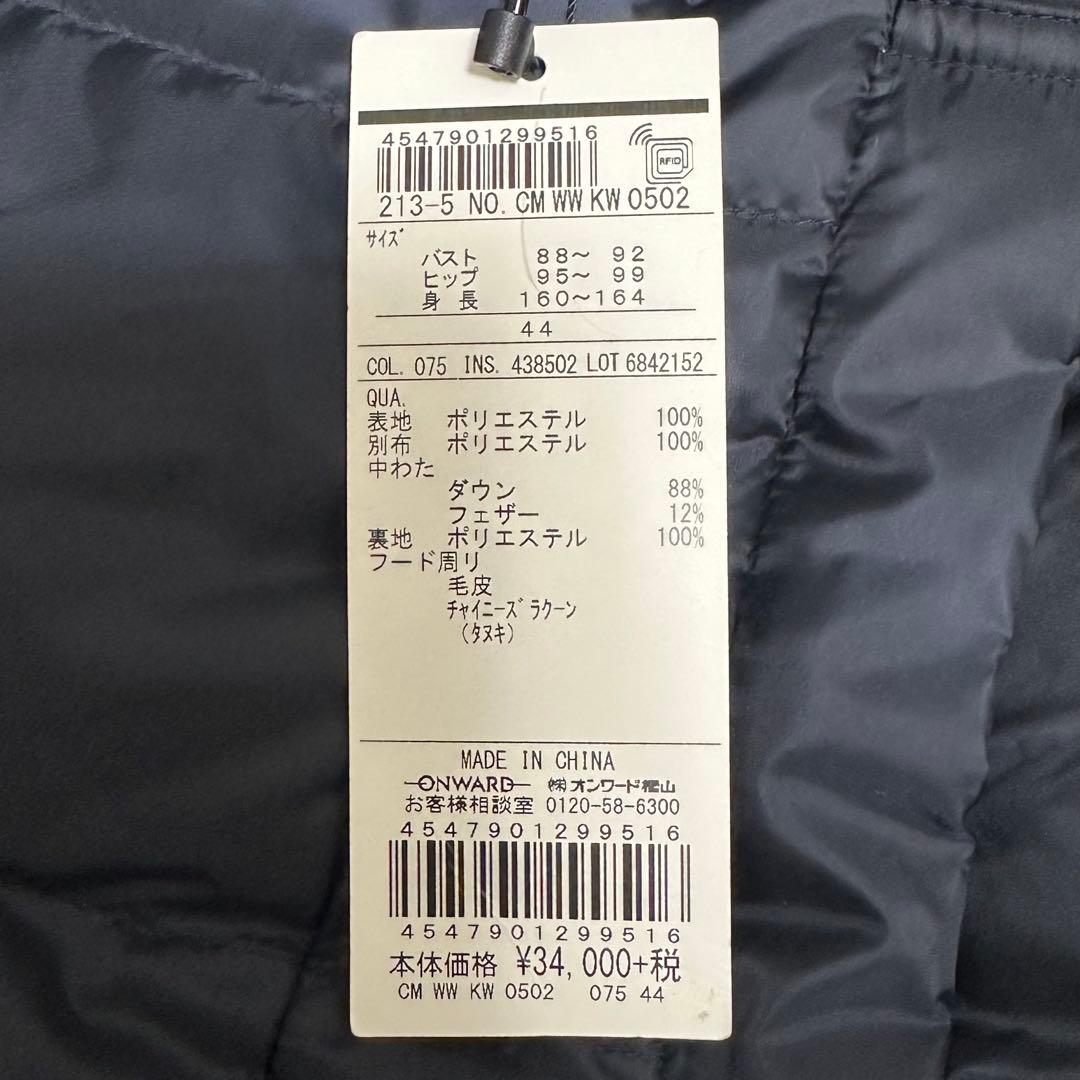 4547901299516
RFID
213-5 NO. CM WW KW 0502
サイズ
バスト 88～ 92
ヒップ 95～ 99
身 長 160～164
44
COL. 075 INS. 438502 LOT 6842152
QUA.
表地 ポリエステル 100%
別布 ポリエステル 100%
中わた
ダウン 88%
フェザー 12%
裏地 ポリエステル 100%
フード周り
毛皮
チャイニーズラクーン
(タヌキ)
MADE IN CHINA
ONWARD ㈱オンワード樫山
お客様相談室 0120-58-6300
4547901299516
4547901299516
本体価格 ¥34,000+税
CM WW KW 0502 075 44